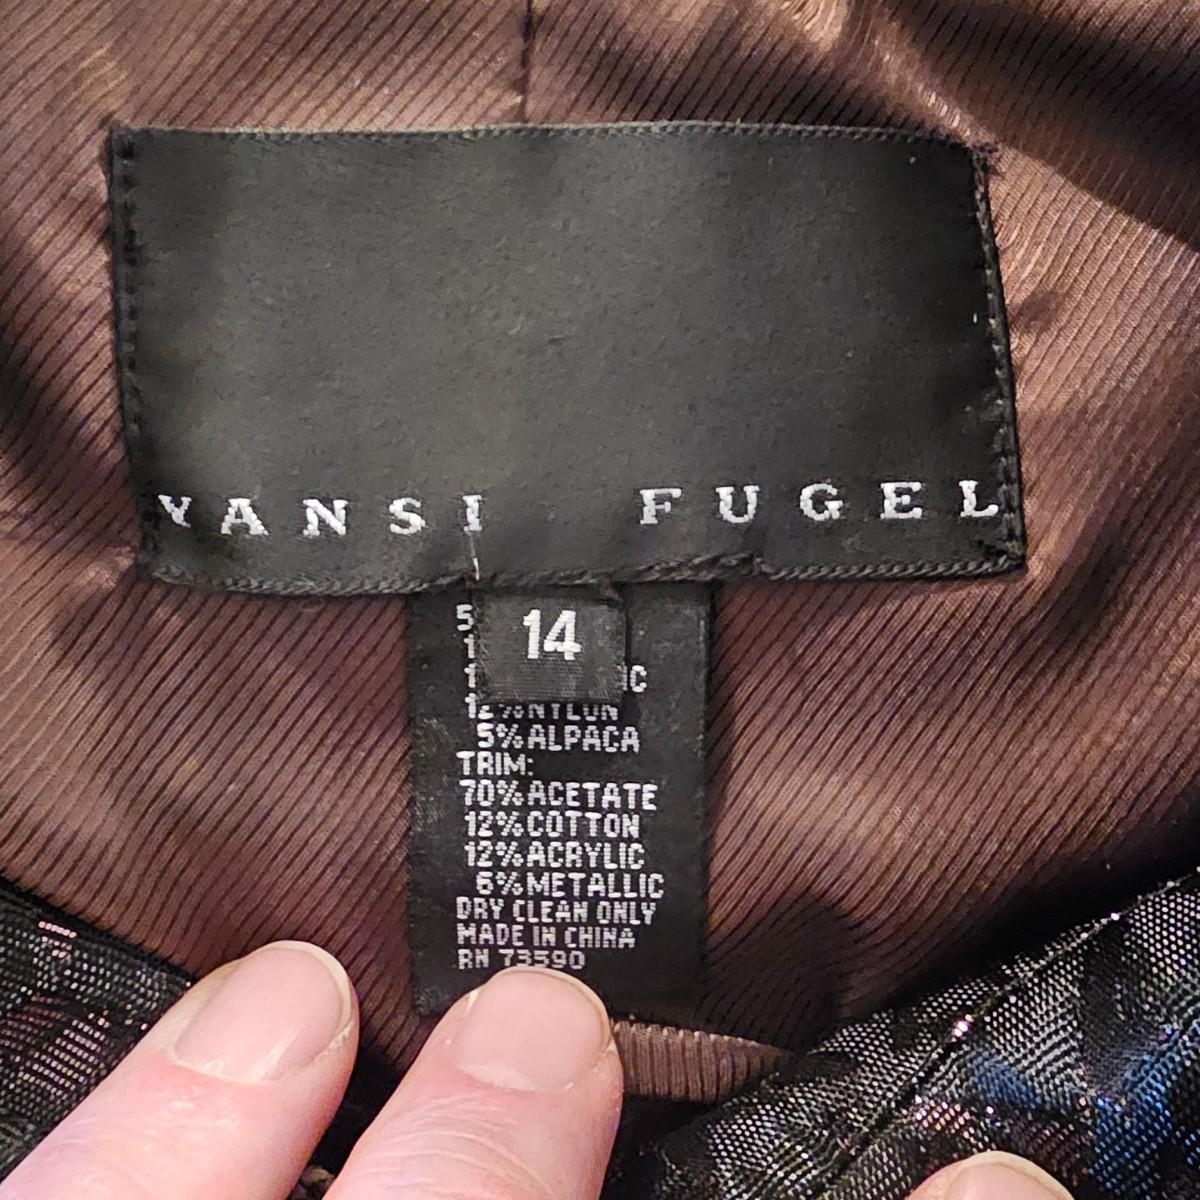 YANSI FUGEL
14
5%ALPACA
TRIM:
70%ACETATE
12%COTTON
12%ACRYLIC
6%METALLIC
DRY CLEAN ONLY
MADE IN CHINA
RN 73590